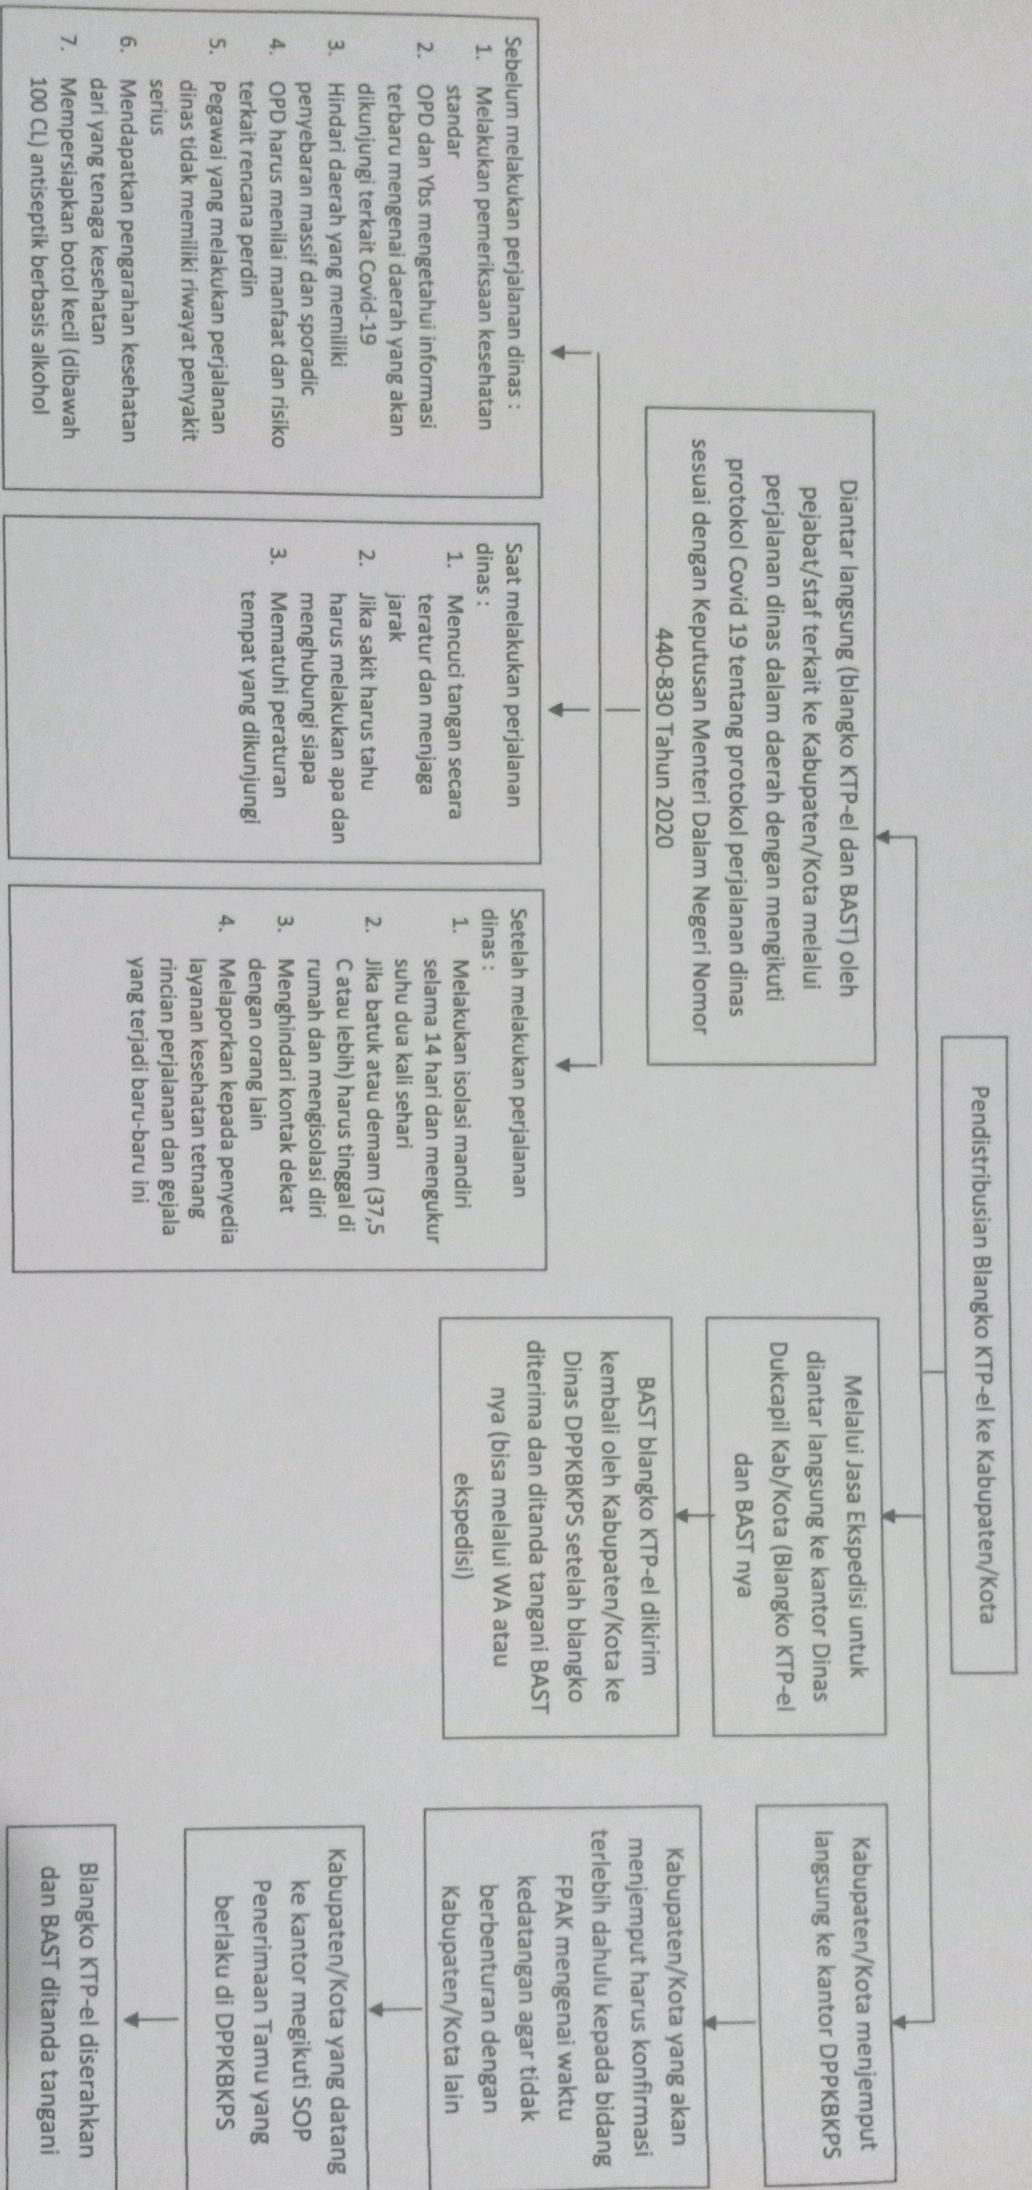 Pendistribusian Blangko KTP-el ke Kabupaten/Kota
Diantar langsung (blangko KTP-el dan BAST) oleh
pejabat/staf terkait ke Kabupaten/Kota melalui
perjalanan dinas dalam daerah dengan mengikuti
protokol Covid 19 tentang protokol perjalanan dinas
sesuai dengan Keputusan Menteri Dalam Negeri Nomor
440-830 Tahun 2020
Sebelum melakukan perjalanan dinas :
1. Melakukan pemeriksaan kesehatan
standar
2. OPD dan Ybs mengetahui informasi
terbaru mengenai daerah yang akan
dikunjungi terkait Covid-19
3. Hindari daerah yang memiliki
penyebaran massif dan sporadic
4. OPD harus menilai manfaat dan risiko
terkait rencana perdin
5. Pegawai yang melakukan perjalanan
dinas tidak memiliki riwayat penyakit
serius
6. Mendapatkan pengarahan kesehatan
dari yang tenaga kesehatan
7. Mempersiapkan botol kecil (dibawah
100 CL) antiseptik berbasis alkohol
Saat melakukan perjalanan
dinas :
1. Mencuci tangan secara
teratur dan menjaga
jarak
2. Jika sakit harus tahu
harus melakukan apa dan
menghubungi siapa
3. Mematuhi peraturan
tempat yang dikunjungi
Setelah melakukan perjalanan
dinas :
1. Melakukan isolasi mandiri
selama 14 hari dan mengukur
suhu dua kali sehari
2. Jika batuk atau demam (37,5
C atau lebih) harus tinggal di
rumah dan mengisolasi diri
3. Menghindari kontak dekat
dengan orang lain
4. Melaporkan kepada penyedia
layanan kesehatan tetnang
rincian perjalanan dan gejala
yang terjadi baru-baru ini
Melalui Jasa Ekspedisi untuk
diantar langsung ke kantor Dinas
Dukcapil Kab/Kota (Blangko KTP-el
dan BAST nya
BAST blangko KTP-el dikirim
kembali oleh Kabupaten/Kota ke
Dinas DPPKBKPS setelah blangko
diterima dan ditanda tangani BAST
nya (bisa melalui WA atau
ekspedisi)
Kabupaten/Kota menjemput
langsung ke kantor DPPKBKPS
Kabupaten/Kota yang akan
menjemput harus konfirmasi
terlebih dahulu kepada bidang
FPAK mengenai waktu
kedatangan agar tidak
berbenturan dengan
Kabupaten/Kota lain
Kabupaten/Kota yang datang
ke kantor megikuti SOP
Penerimaan Tamu yang
berlaku di DPPKBKPS
Blangko KTP-el diserahkan
dan BAST ditanda tangani